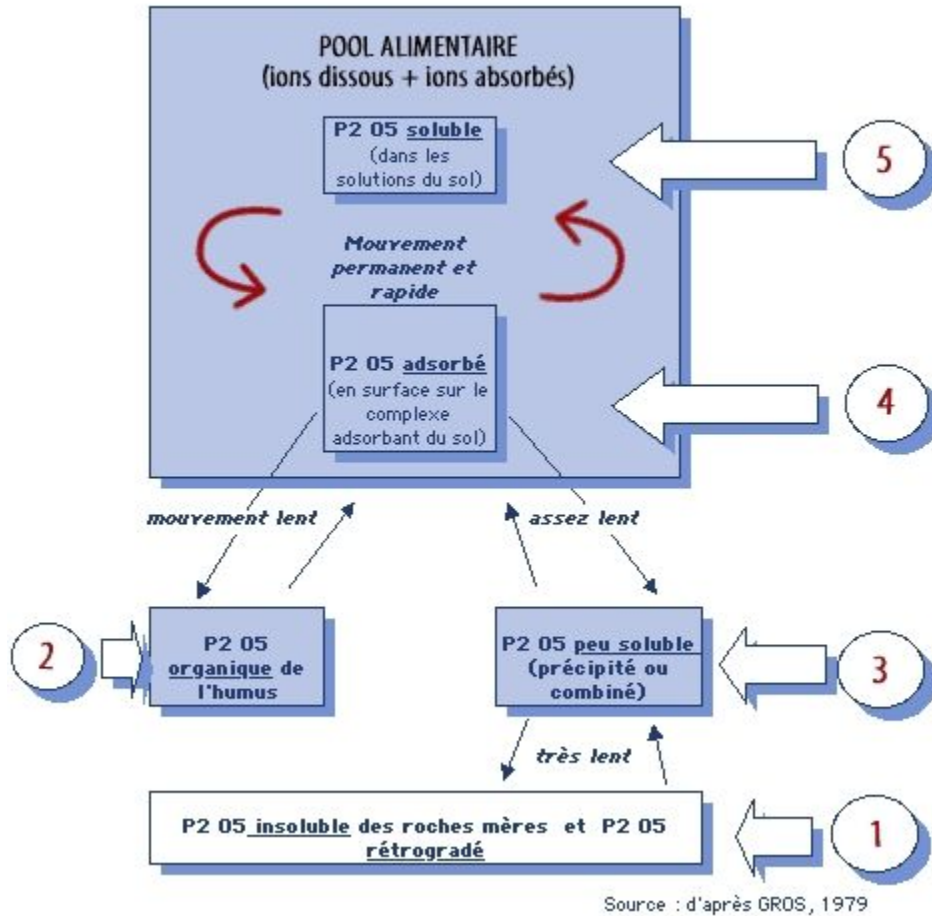 POOL ALIMENTAIRE
(ions dissous + ions absorbés)
P2 05 soluble
(dans les
solutions du sol)
5
Mouvement
permanent et
rapide
P2 05 adsorbé
(en surface sur le
complexe
adsorbant du sol)
4
mouvement lent
assez lent
2
P2 05
organique de
l'humus
P2 05 peu soluble
(précipité ou
combiné)
3
très lent
P2 05 insoluble des roches mères et P2 05
rétrogradé
1
Source : d'après GROS, 1979